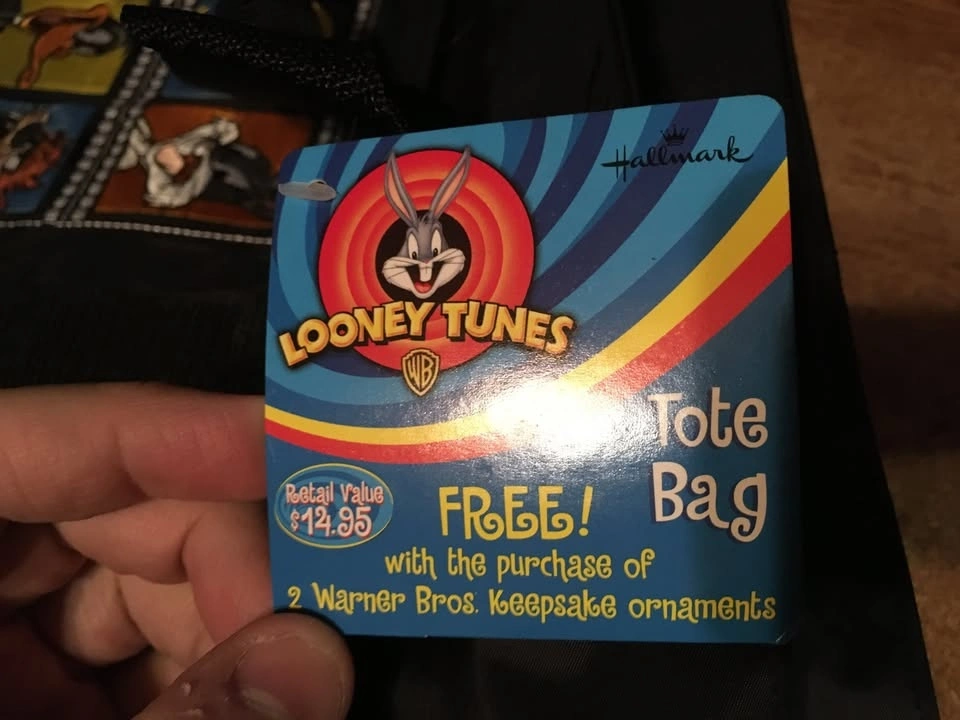 Hallmark
LOONEY TUNES
WB
Tote
Bag
Retail Value
$14.95
FREE!
with the purchase of
2 Warner Bros. Keepsake ornaments